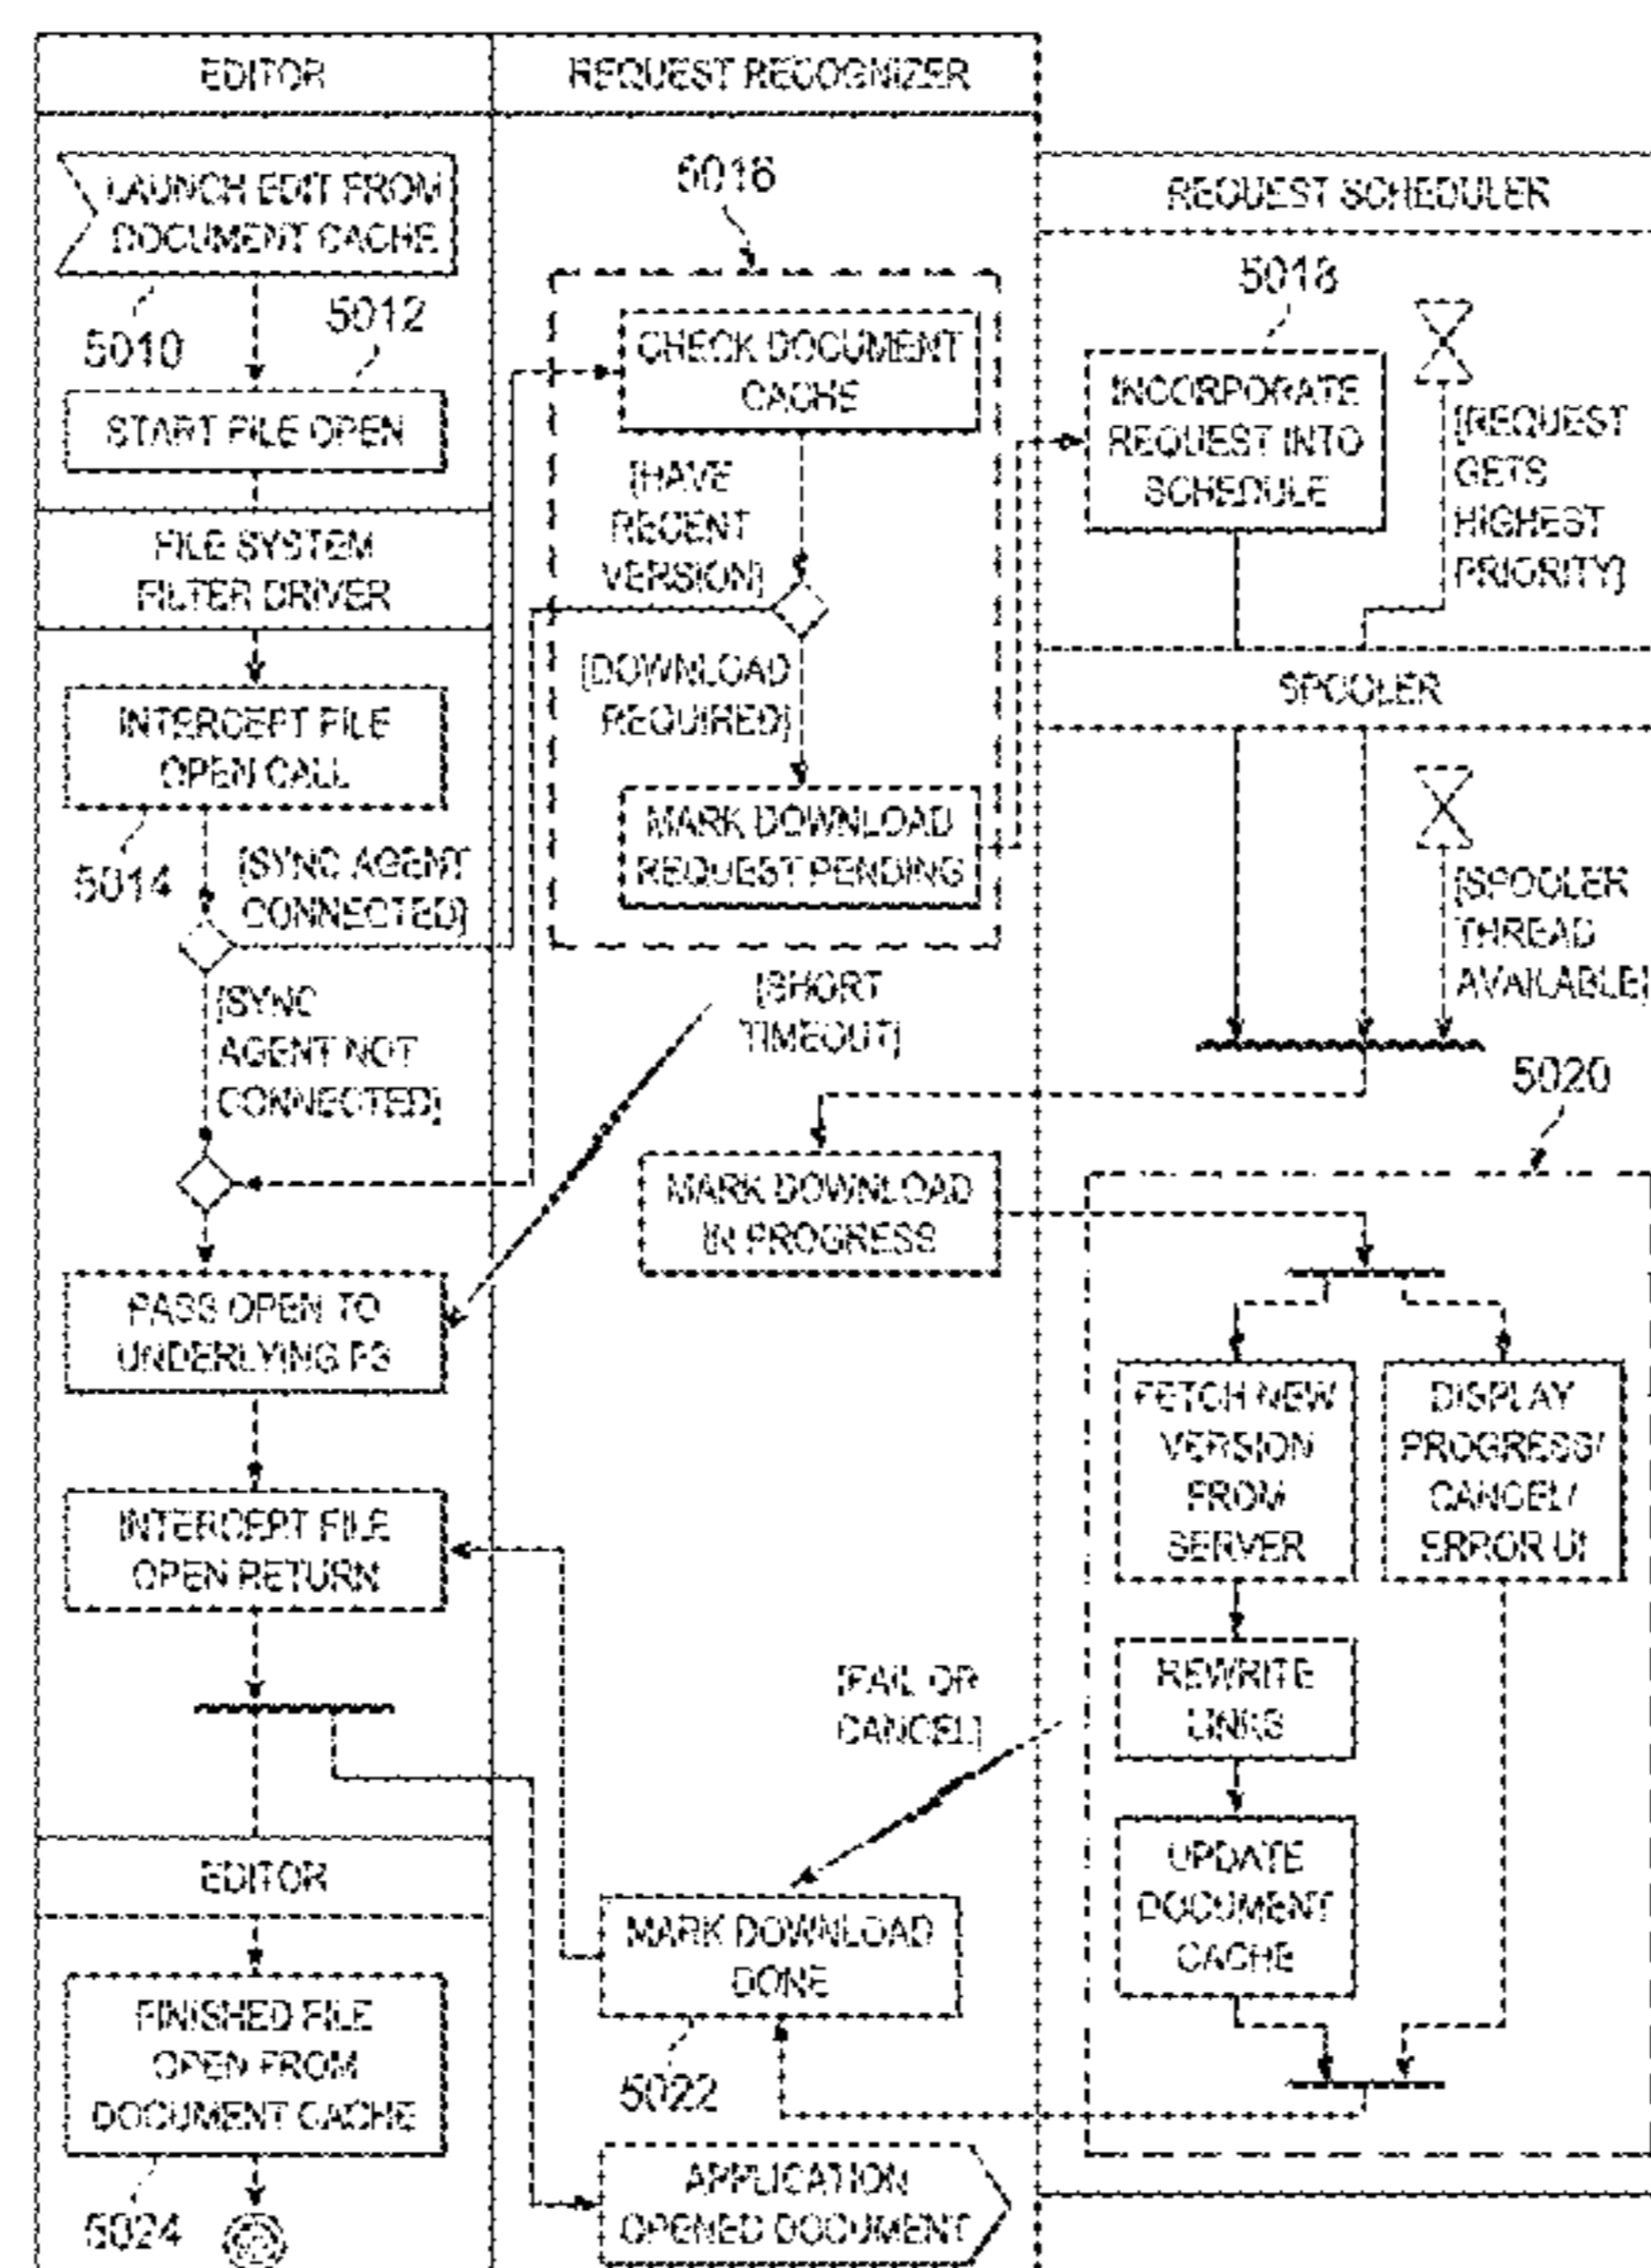 EDITOR
LAUNCH EDIT FROM
DOCUMENT CACHE
5010
5012
START FILE OPEN
FILE SYSTEM
FILTER DRIVER
INTERCEPT FILE
OPEN CALL
5014
[SYNC AGENT
CONNECTED]
[SYNC
AGENT NOT
CONNECTED]
PASS OPEN TO
UNDERLYING FS
INTERCEPT FILE
OPEN RETURN
EDITOR
FINISHED FILE
OPEN FROM
DOCUMENT CACHE
5024
REQUEST RECOGNIZER
5016
CHECK DOCUMENT
CACHE
[HAVE
RECENT
VERSION]
[DOWNLOAD
REQUIRED]
MARK DOWNLOAD
REQUEST PENDING
[SHORT
TIMEOUT]
MARK DOWNLOAD
IN PROGRESS
[FAIL OR
CANCEL]
MARK DOWNLOAD
DONE
5022
APPLICATION
OPENED DOCUMENT
REQUEST SCHEDULER
5018
INCORPORATE
REQUEST INTO
SCHEDULE
[REQUEST
GETS
HIGHEST
PRIORITY]
SPOOLER
[SPOOLER
THREAD
AVAILABLE]
5020
FETCH NEW
VERSION
FROM
SERVER
DISPLAY
PROGRESS/
CANCEL/
ERROR UI
REWRITE
LINKS
UPDATE
DOCUMENT
CACHE